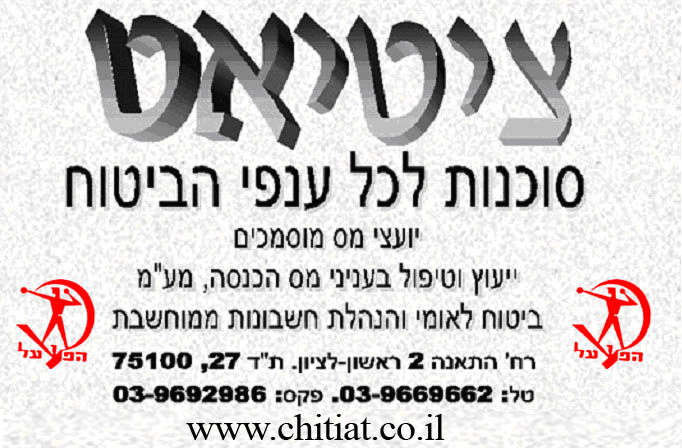 ציטיאט
סוכנות לכל ענפי הביטוח
יועצי מס מוסמכים
ייעוץ וטיפול בעניני מס הכנסה, מע"מ
ביטוח לאומי והנהלת חשבונות ממוחשבת
הפועל
הפועל
רח' התאנה 2 ראשון-לציון. ת"ד 27, 75100
טל: 03-9669662. פקס: 03-9692986
www.chitiat.co.il